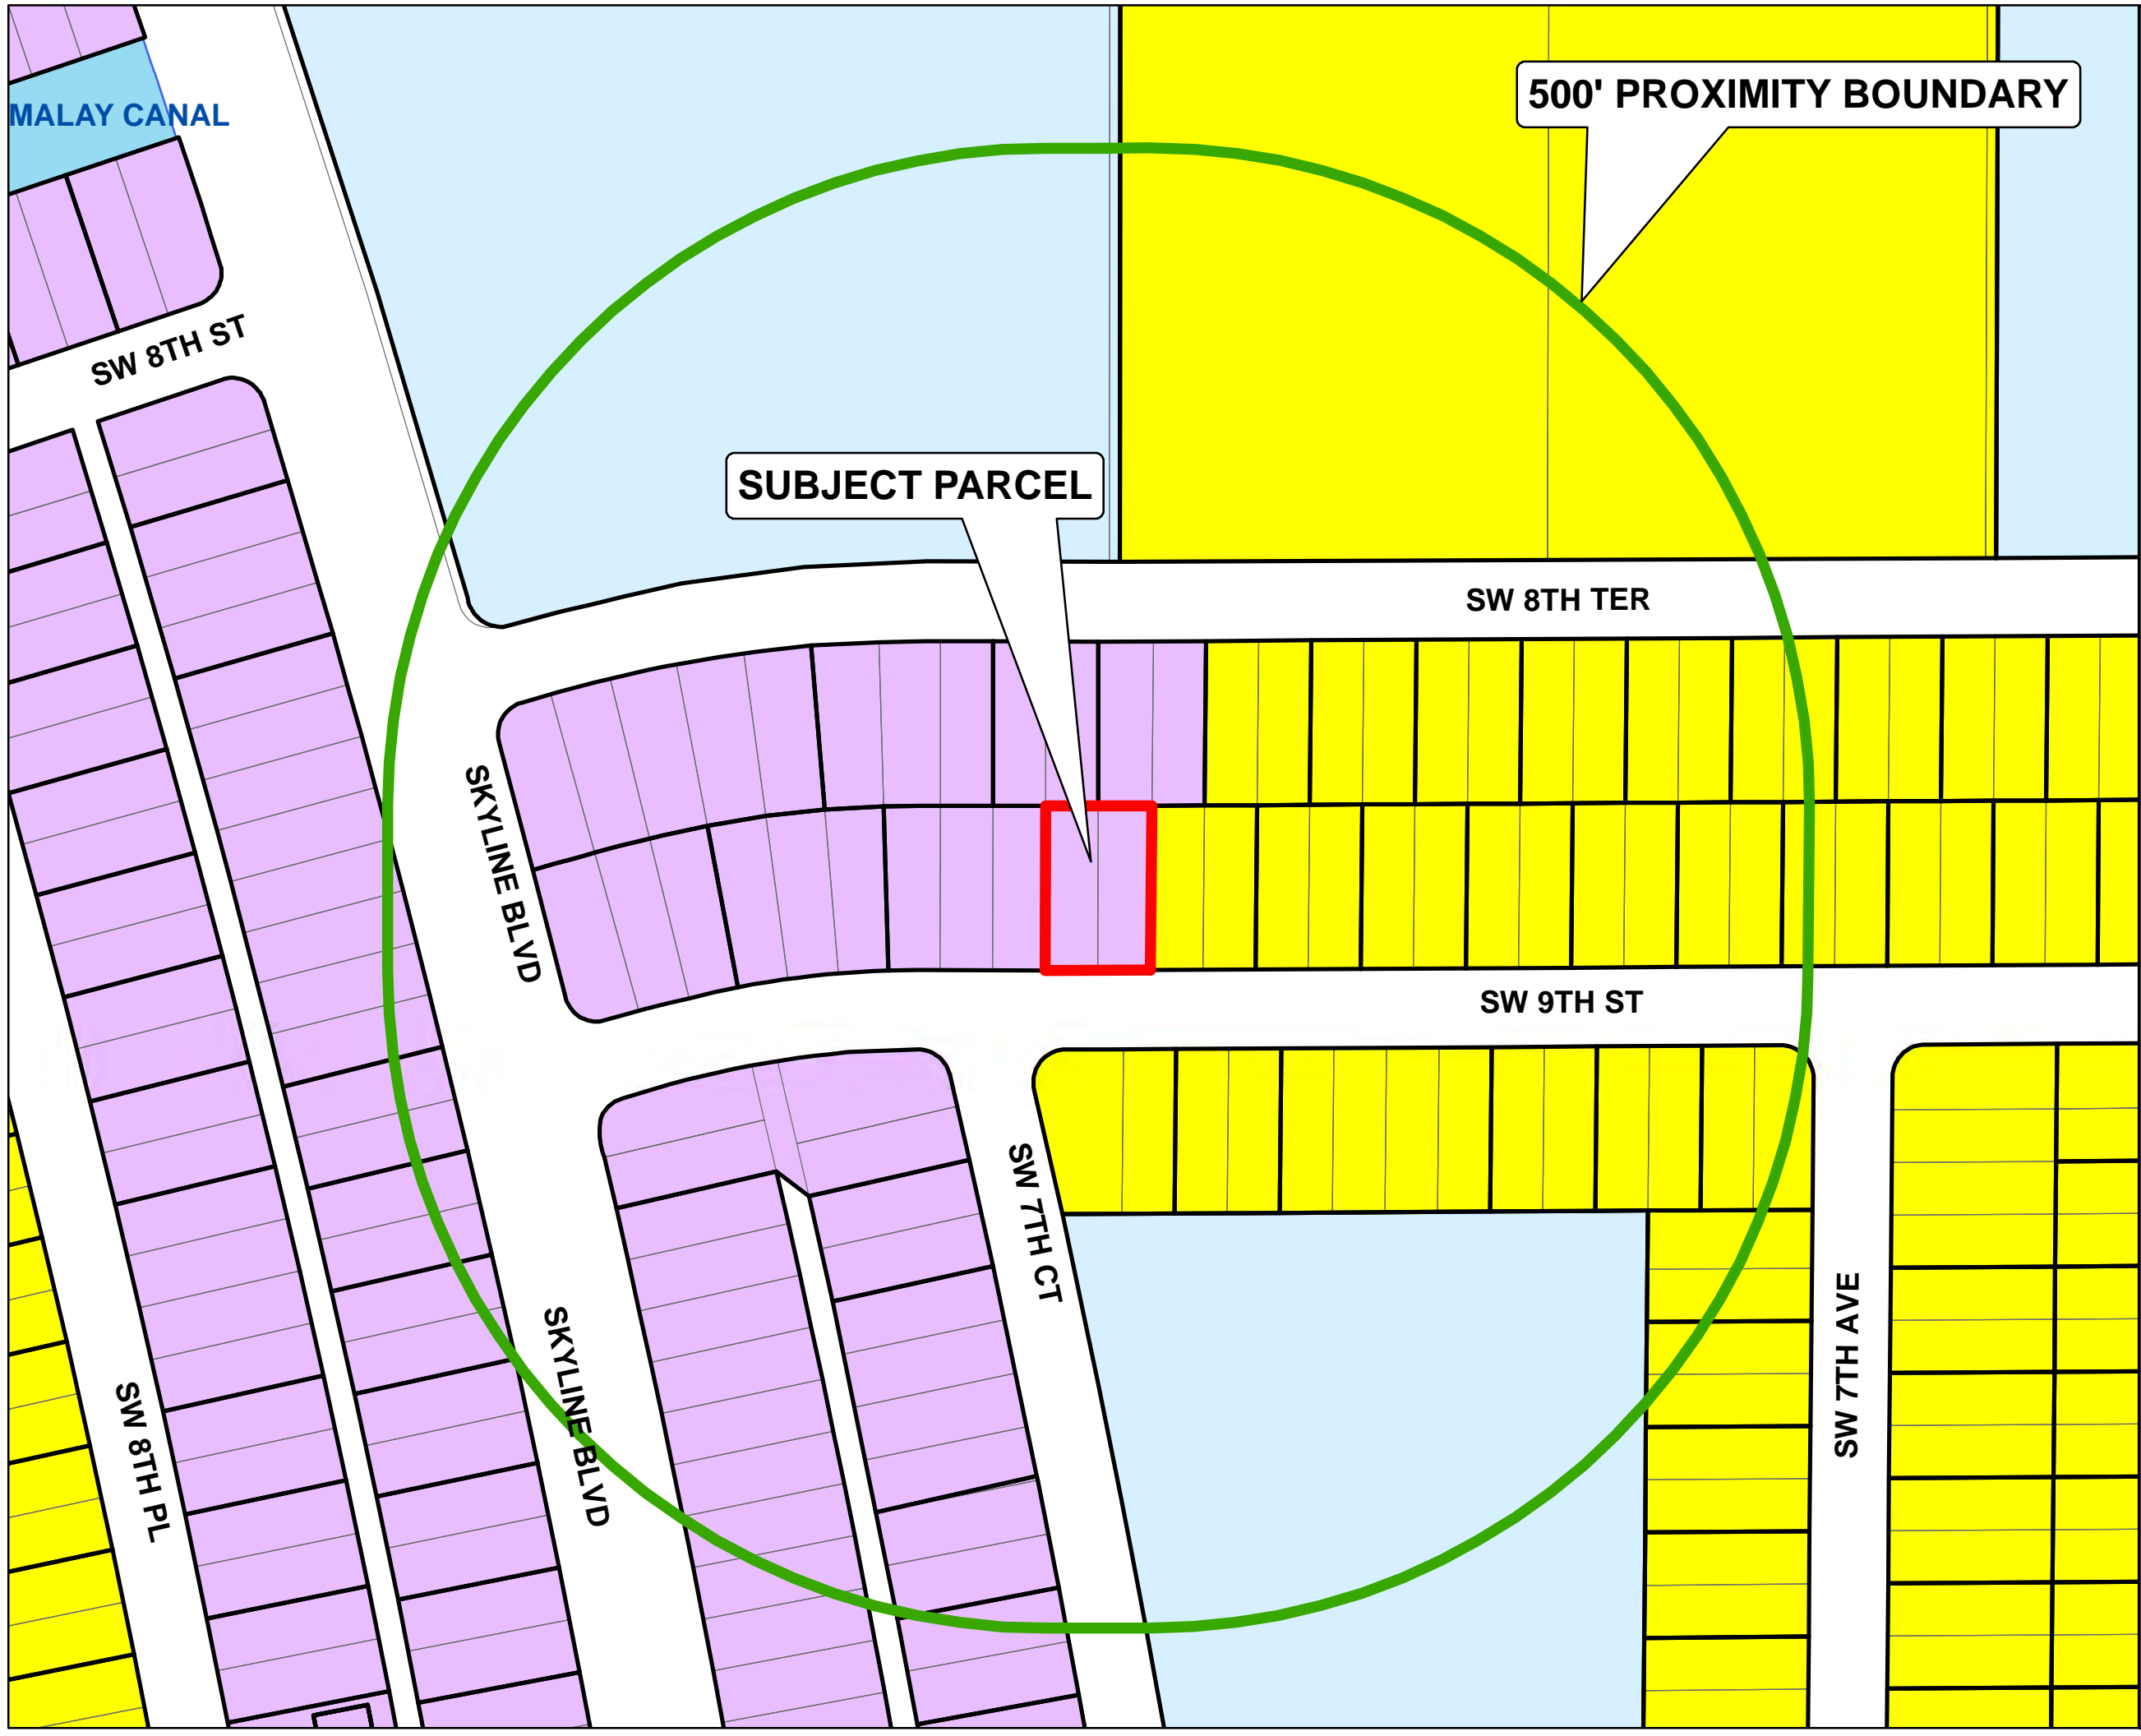 500' PROXIMITY BOUNDARY
MALAY CANAL
SW 8TH ST
SUBJECT PARCEL
SW 8TH TER
SKYLINE BLVD
SW 9TH ST
SW 7TH CT
SW 7TH AVE
SKYLINE BLVD
SW 8TH PL